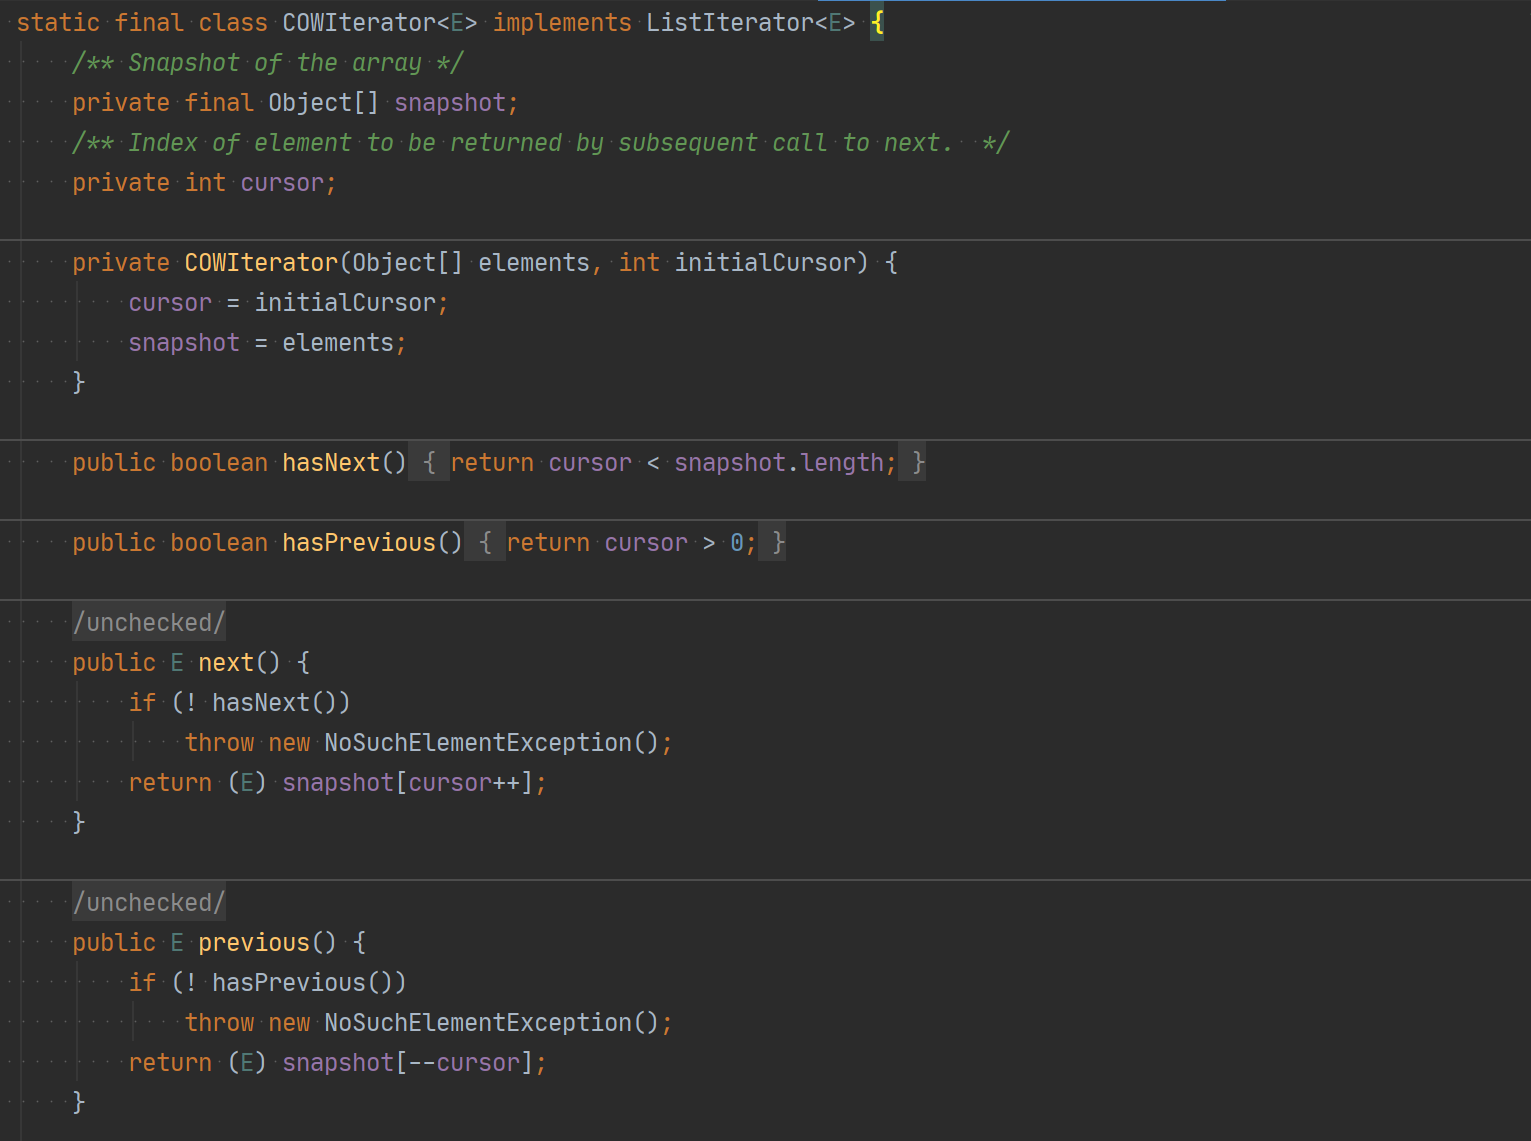 static final class COWIterator<E> implements ListIterator<E> {
/** Snapshot of the array */
private final Object[] snapshot;
/** Index of element to be returned by subsequent call to next.  */
private int cursor;
private COWIterator(Object[] elements, int initialCursor) {
cursor = initialCursor;
snapshot = elements;
}
public boolean hasNext() { return cursor < snapshot.length; }
public boolean hasPrevious() { return cursor > 0; }
/unchecked/
public E next() {
if (! hasNext())
throw new NoSuchElementException();
return (E) snapshot[cursor++];
}
/unchecked/
public E previous() {
if (! hasPrevious())
throw new NoSuchElementException();
return (E) snapshot[--cursor];
}